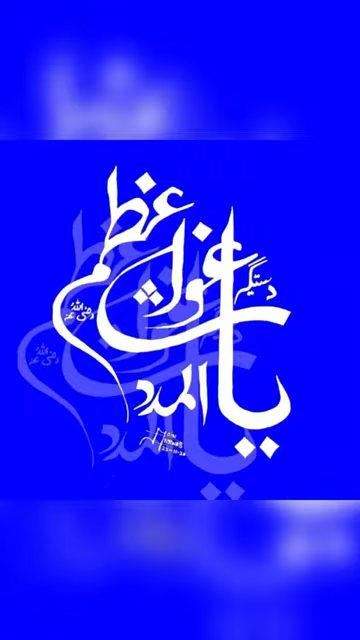 یا غوث اعظم
دستگیر
رضی اللہ عنہ
المدد